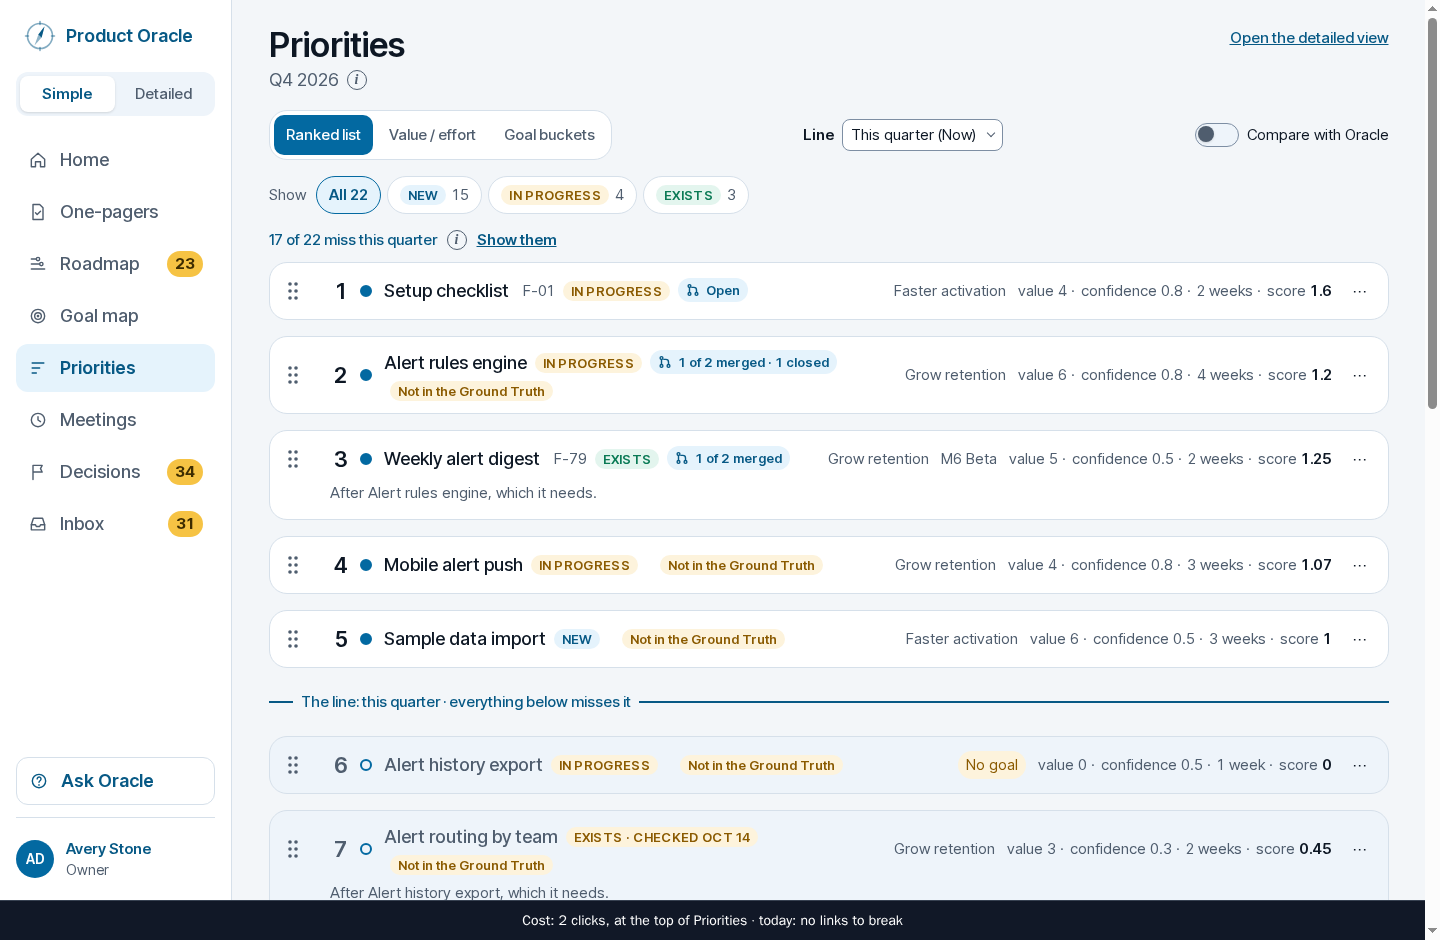 Product Oracle
Simple
Detailed
Home
One-pagers
Roadmap 23
Goal map
Priorities
Meetings
Decisions 34
Inbox 31
Ask Oracle
AD
Avery Stone
Owner
Priorities
Open the detailed view
Q4 2026 i
Ranked list
Value / effort
Goal buckets
Line This quarter (Now)
Compare with Oracle
Show All 22 NEW 15 IN PROGRESS 4 EXISTS 3
17 of 22 miss this quarter i Show them
1 Setup checklist F-01 IN PROGRESS Open Faster activation value 4 · confidence 0.8 · 2 weeks · score 1.6 ...
2 Alert rules engine IN PROGRESS 1 of 2 merged · 1 closed
Not in the Ground Truth
Grow retention value 6 · confidence 0.8 · 4 weeks · score 1.2 ...
3 Weekly alert digest F-79 EXISTS 1 of 2 merged Grow retention M6 Beta value 5 · confidence 0.5 · 2 weeks · score 1.25 ...
After Alert rules engine, which it needs.
4 Mobile alert push IN PROGRESS Not in the Ground Truth Grow retention value 4 · confidence 0.8 · 3 weeks · score 1.07 ...
5 Sample data import NEW Not in the Ground Truth Faster activation value 6 · confidence 0.5 · 3 weeks · score 1 ...
The line: this quarter · everything below misses it
6 Alert history export IN PROGRESS Not in the Ground Truth No goal value 0 · confidence 0.5 · 1 week · score 0 ...
7 Alert routing by team EXISTS · CHECKED OCT 14
Not in the Ground Truth
Grow retention value 3 · confidence 0.3 · 2 weeks · score 0.45 ...
After Alert history export, which it needs.
Cost: 2 clicks, at the top of Priorities · today: no links to break